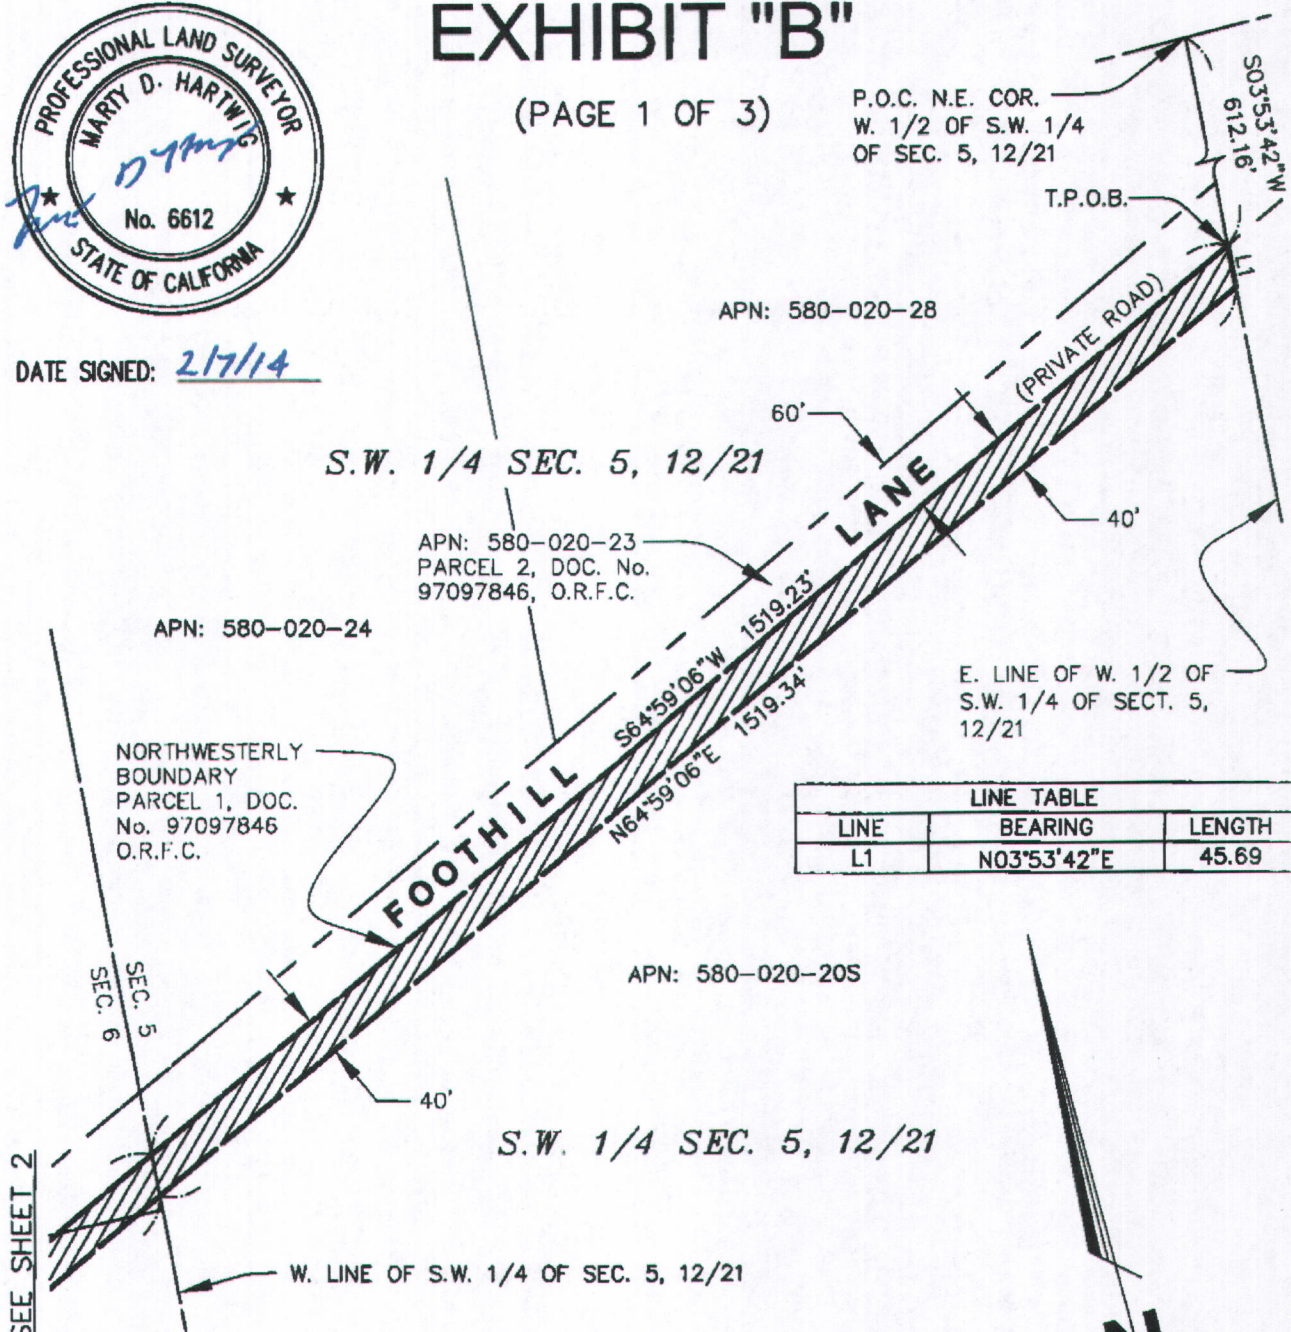 EXHIBIT "B"
(PAGE 1 OF 3)
PROFESSIONAL LAND SURVEYOR
MARTY D. HARTWIG
No. 6612
STATE OF CALIFORNIA
DATE SIGNED: 2/7/14
P.O.C. N.E. COR.
W. 1/2 OF S.W. 1/4
OF SEC. 5, 12/21
S03°53'42"W
612.16'
T.P.O.B.
L1
APN: 580-020-28
(PRIVATE ROAD)
60'
S.W. 1/4 SEC. 5, 12/21
40'
APN: 580-020-23
PARCEL 2, DOC. No.
97097846, O.R.F.C.
APN: 580-020-24
FOOTHILL LANE
S64°59'06"W 1519.23'
N64°59'06"E 1519.34'
E. LINE OF W. 1/2 OF
S.W. 1/4 OF SECT. 5,
12/21
NORTHWESTERLY
BOUNDARY
PARCEL 1, DOC.
No. 97097846
O.R.F.C.
LINE TABLE
LINE BEARING LENGTH
L1 N03°53'42"E 45.69
SEC. 5
SEC. 6
APN: 580-020-20S
40'
S.W. 1/4 SEC. 5, 12/21
SEE SHEET 2
W. LINE OF S.W. 1/4 OF SEC. 5, 12/21